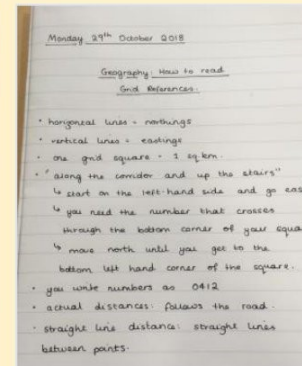 Monday 29th October 2018
Geography: How to read
Grid References.
• horizontal lines = northings
• vertical lines = eastings
• one grid square = 1 sq km.
• "along the corridor and up the stairs"
↳ start on the left-hand side and go eas
↳ you need the number that crosses
through the bottom corner of your squa
↳ move north until you get to the
bottom left hand corner of the square.
• you write numbers as 0412
• actual distances: follows the road.
• straight line distance: straight lines
between points.